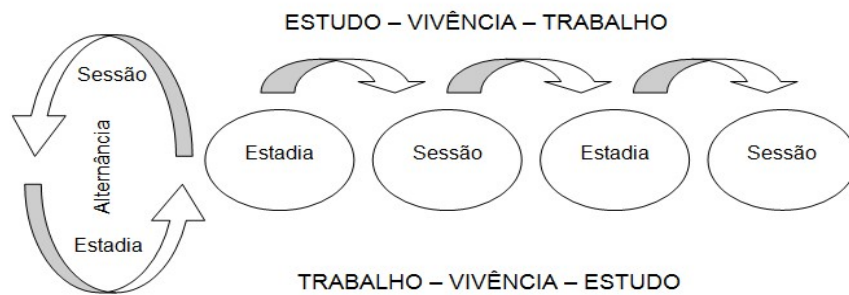 ESTUDO – VIVÊNCIA – TRABALHO
Sessão
Alternância
Estadia
Estadia
Sessão
Estadia
Sessão
TRABALHO – VIVÊNCIA – ESTUDO